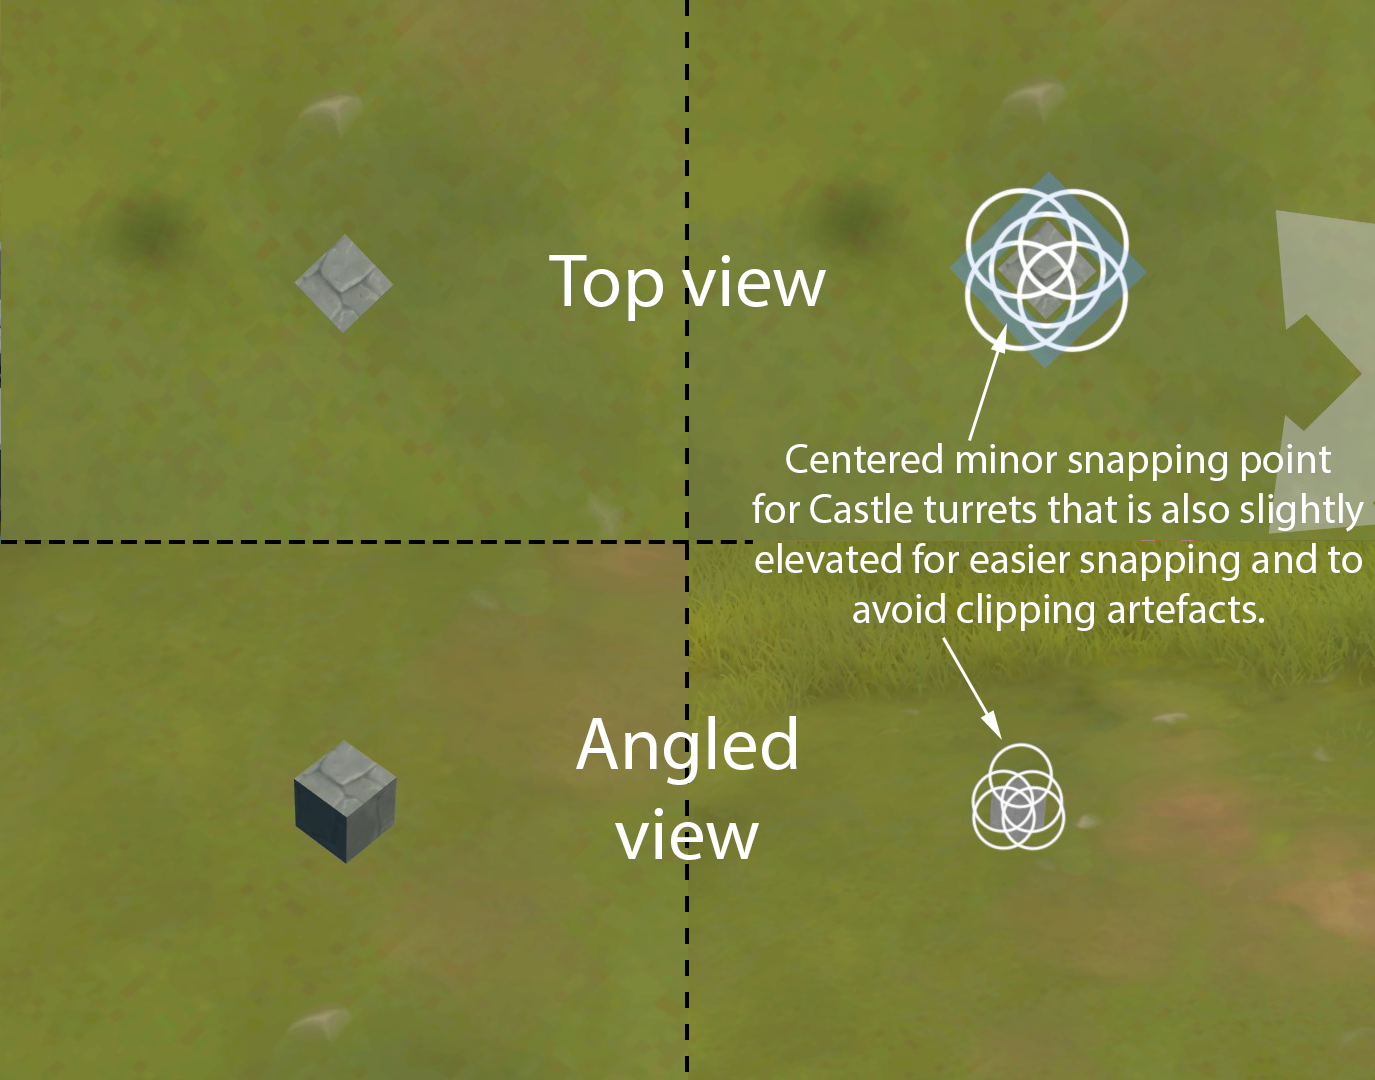 Top view
Centered minor snapping point
for Castle turrets that is also slightly
elevated for easier snapping and to
avoid clipping artefacts.
Angled
view